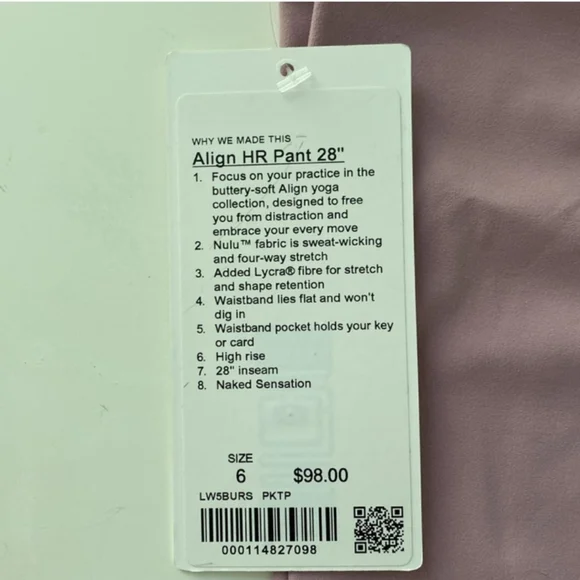 WHY WE MADE THIS
Align HR Pant 28"
1. Focus on your practice in the
buttery-soft Align yoga
collection, designed to free
you from distraction and
embrace your every move
2. Nulu™ fabric is sweat-wicking
and four-way stretch
3. Added Lycra® fibre for stretch
and shape retention
4. Waistband lies flat and won't
dig in
5. Waistband pocket holds your key
or card
6. High rise
7. 28" inseam
8. Naked Sensation
SIZE
6 $98.00
LW5BURS PKTP
000114827098